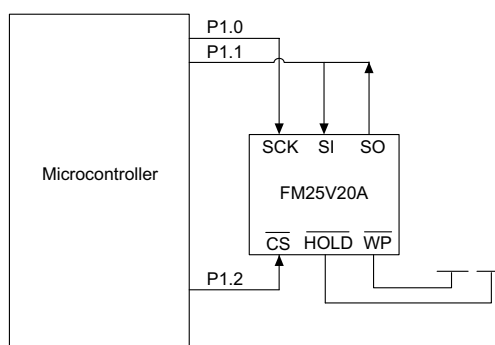 P1.0
P1.1
SCK SI SO
Microcontroller
FM25V20A
CS HOLD WP
P1.2